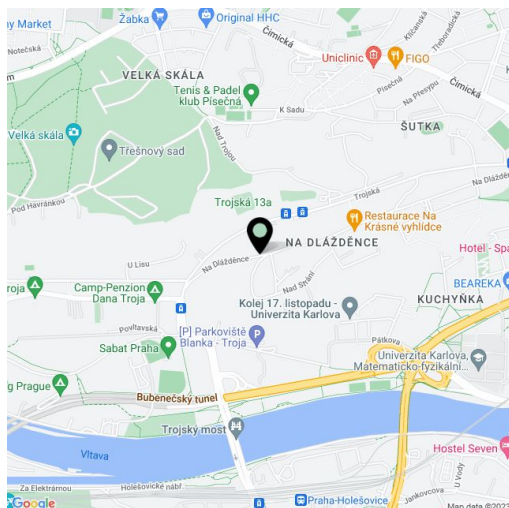 ny Market
Žabka
Original HHC
Notečská
Čimická
Klíčanská
Třeboradická
Uniclinic
FIGO
VELKÁ SKÁLA
Tenis & Padel
klub Písečná
Písečná
Na Přesypu
Čimická
K Sadu
Velká skála
Nad Trojou
ŠUTKA
Třešňový sad
Trojská
Na Dlážděnce
Pod Havránkou
Trojská 13a
Restaurace Na
Krásné vyhlídce
NA DLÁŽDĚNCE
Hotel - Spa
U Lisu
Na Dlážděnce
BEAREKA
roja
Camp-Penzion
Dana Troja
Nad Strání
KUCHYŇKA
Kolej 17. listopadu -
Univerzita Karlova
Povltavská
[P] Parkoviště
Blanka - Troja
Pátkova
Sabat Praha
Univerzita Karlova,
Matematicko-fyzikální...
g Prague
Bubenečský tunel
Trojský most
Vltava
Hostel Seven
U Vody
Za Elektrárnou
Holešovické nábř
Praha-Holešovice
Jankovcova
Google
Map data ©2023